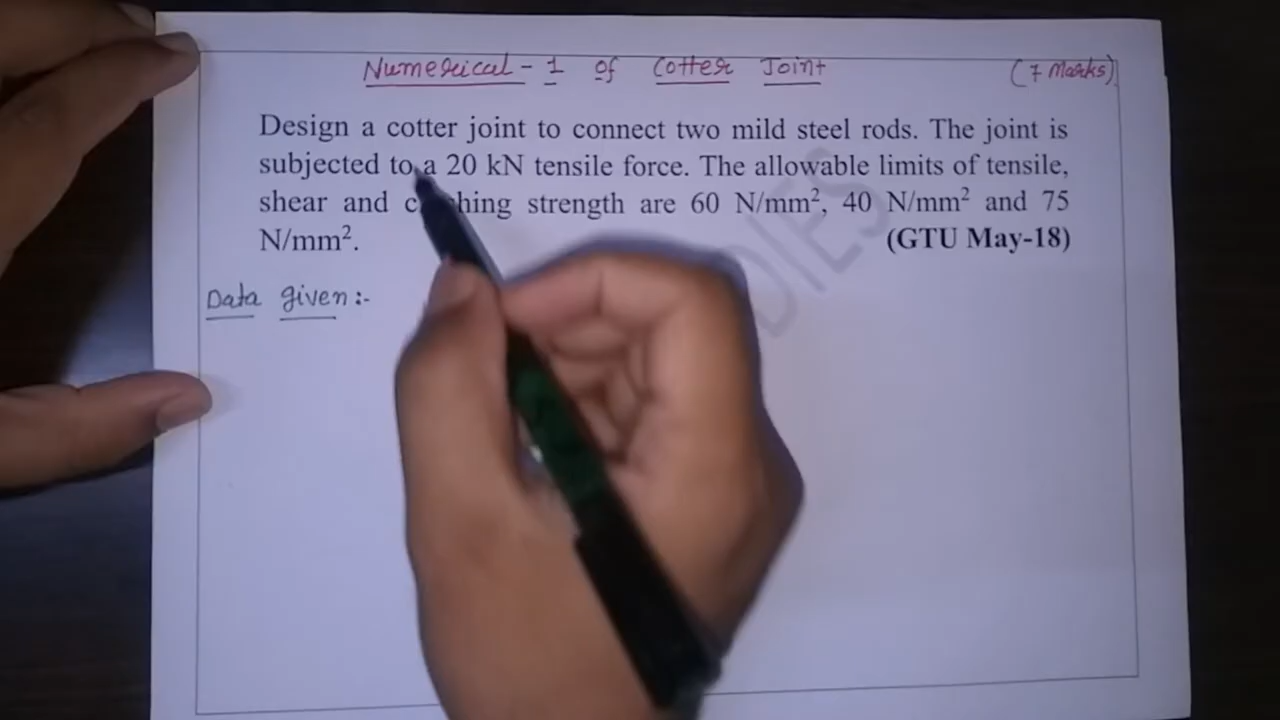 Numerical - 1 of Cotter Joint (7 Marks)
Design a cotter joint to connect two mild steel rods. The joint is
subjected to a 20 kN tensile force. The allowable limits of tensile,
shear and hing strength are 60 N/mm², 40 N/mm² and 75
N/mm². (GTU May-18)
Data given:-
DIES